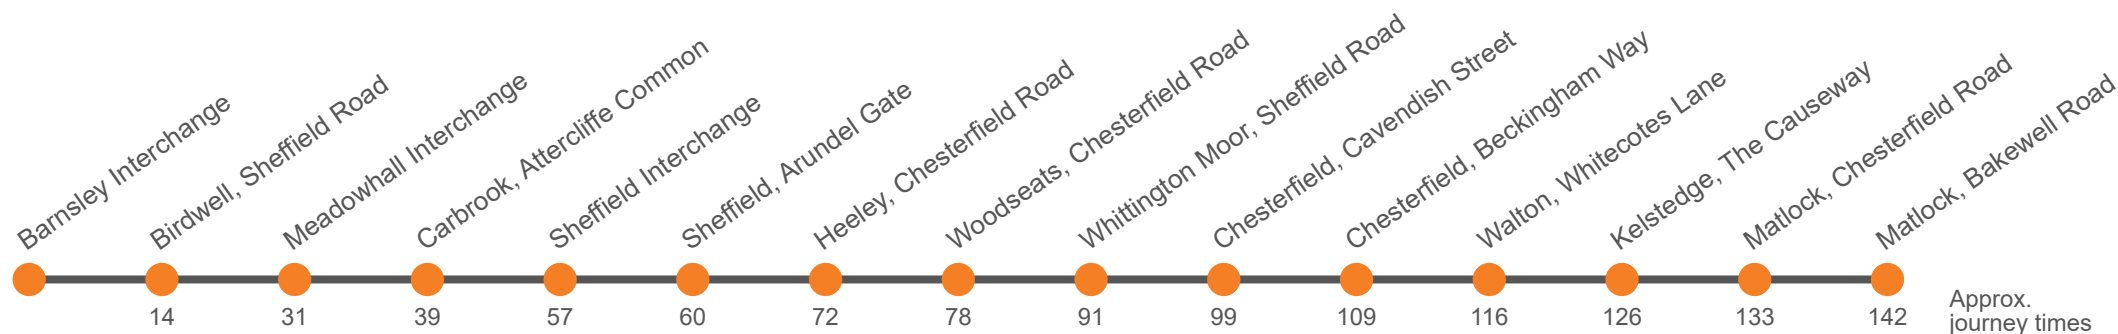 Barnsley Interchange
Birdwell, Sheffield Road
Meadowhall Interchange
Carbrook, Attercliffe Common
Sheffield Interchange
Sheffield, Arundel Gate
Heeley, Chesterfield Road
Woodseats, Chesterfield Road
Whittington Moor, Sheffield Road
Chesterfield, Cavendish Street
Chesterfield, Beckingham Way
Walton, Whitecotes Lane
Kelstedge, The Causeway
Matlock, Chesterfield Road
Matlock, Bakewell Road
14 31 39 57 60 72 78 91 99 109 116 126 133 142
Approx.
journey times